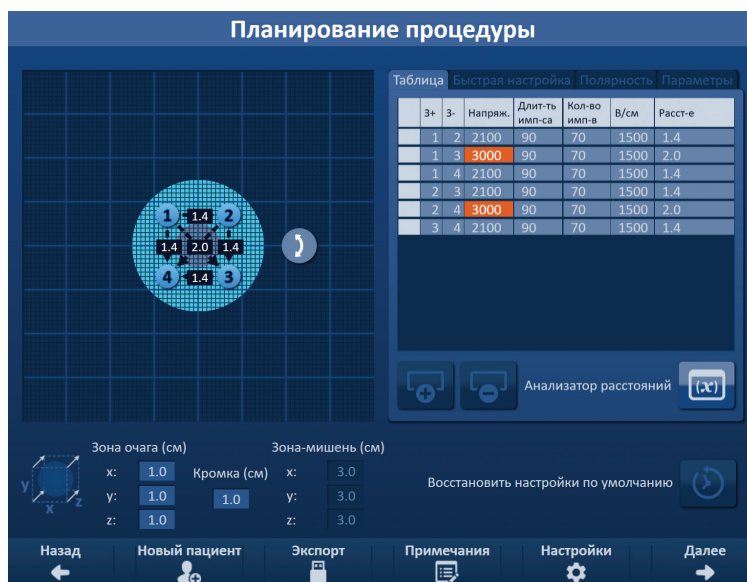 Планирование процедуры
Таблица Быстрая настройка Полярность Параметры
З+ З- Напряж. Длит-ть имп-са Кол-во имп-в В/см Расст-е
1 2 2100 90 70 1500 1.4
1 3 3000 90 70 1500 2.0
1 4 2100 90 70 1500 1.4
2 3 2100 90 70 1500 1.4
2 4 3000 90 70 1500 2.0
3 4 2100 90 70 1500 1.4
1 1.4 2
1.4 2.0 1.4
4 1.4 3
Анализатор расстояний (x)
Зона очага (см) Зона-мишень (см)
x: 1.0 Кромка (см) x: 3.0
y: 1.0 1.0 y: 3.0
z: 1.0 z: 3.0
y x z
Восстановить настройки по умолчанию
Назад Новый пациент Экспорт Примечания Настройки Далее